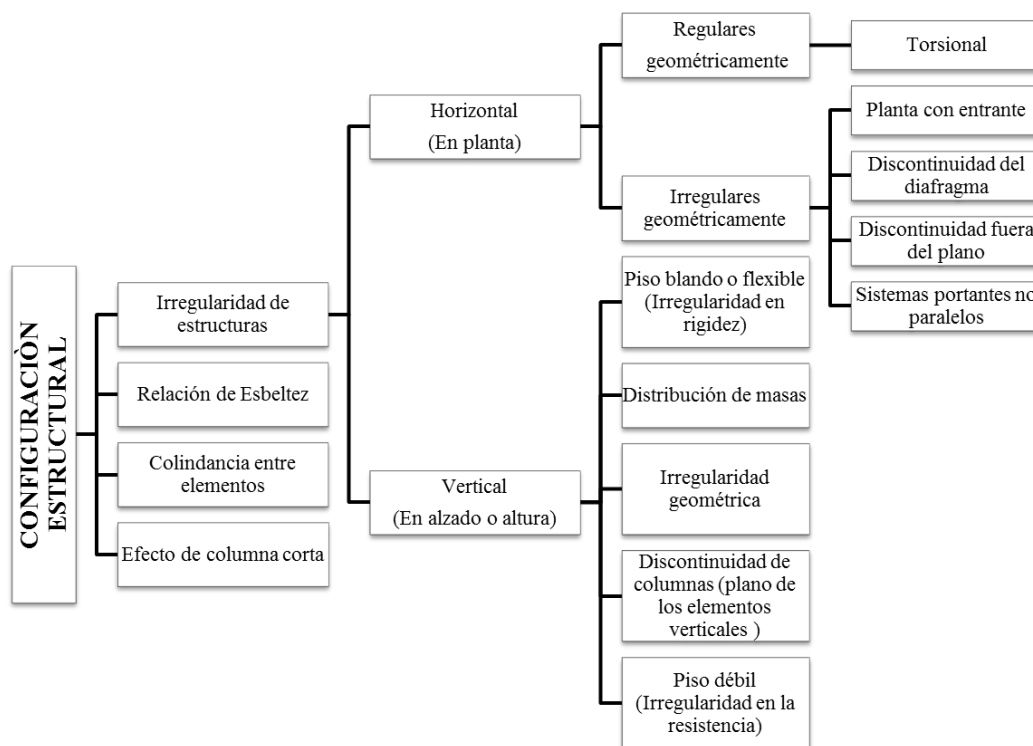 CONFIGURACIÒN
ESTRUCTURAL
Irregularidad de
estructuras
Relación de Esbeltez
Colindancia entre
elementos
Efecto de columna corta
Horizontal
(En planta)
Vertical
(En alzado o altura)
Regulares
geométricamente
Irregulares
geométricamente
Piso blando o flexible
(Irregularidad en
rigidez)
Distribución de masas
Irregularidad
geométrica
Discontinuidad de
columnas (plano de
los elementos
verticales )
Piso débil
(Irregularidad en la
resistencia)
Torsional
Planta con entrante
Discontinuidad del
diafragma
Discontinuidad fuera
del plano
Sistemas portantes no
paralelos